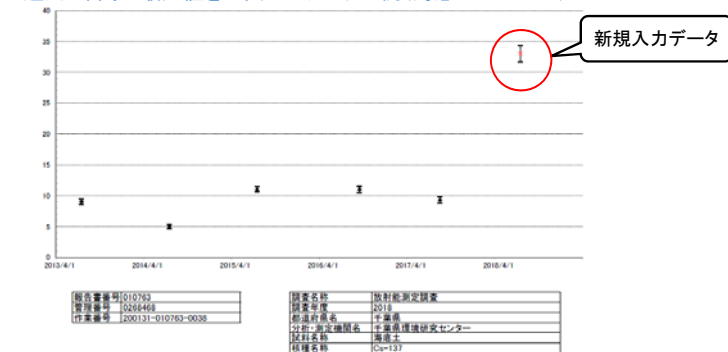 40
新規入力データ
35
30
25
20
15
10
5
0
2013/4/1 2014/4/1 2015/4/1 2016/4/1 2017/4/1 2018/4/1
報告書番号 010763
管理番号 0268468
作業番号 200131-010763-0038
調査名称 放射能測定調査
調査年度 2018
都道府県名 千葉県
分析・測定機関名 千葉県環境研究センター
試料名称 海底土
核種名称 Cs-137